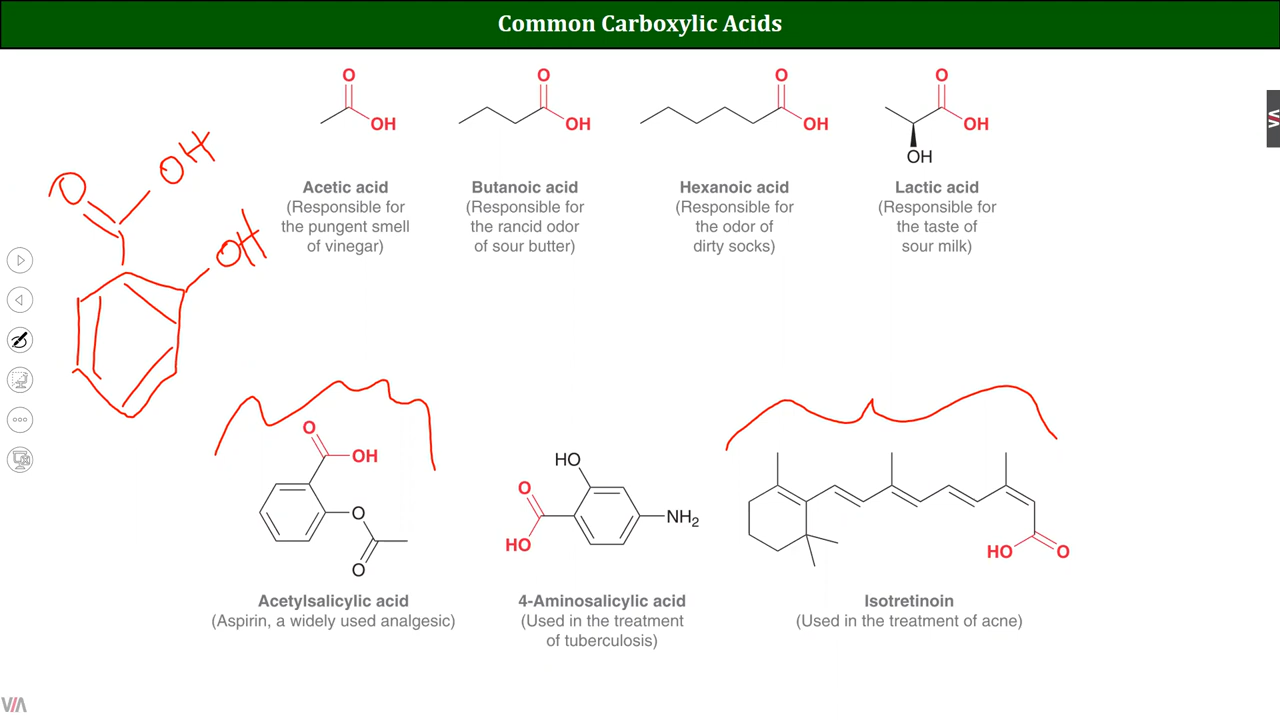 Common Carboxylic Acids
O
OH
O
OH
O
OH
O
OH
OH
Acetic acid
(Responsible for
the pungent smell
of vinegar)
Butanoic acid
(Responsible for
the rancid odor
of sour butter)
Hexanoic acid
(Responsible for
the odor of
dirty socks)
Lactic acid
(Responsible for
the taste of
sour milk)
O
OH
OH
O
OH
O
O
Acetylsalicylic acid
(Aspirin, a widely used analgesic)
HO
O
HO
NH2
4-Aminosalicylic acid
(Used in the treatment
of tuberculosis)
HO
O
Isotretinoin
(Used in the treatment of acne)
VIA